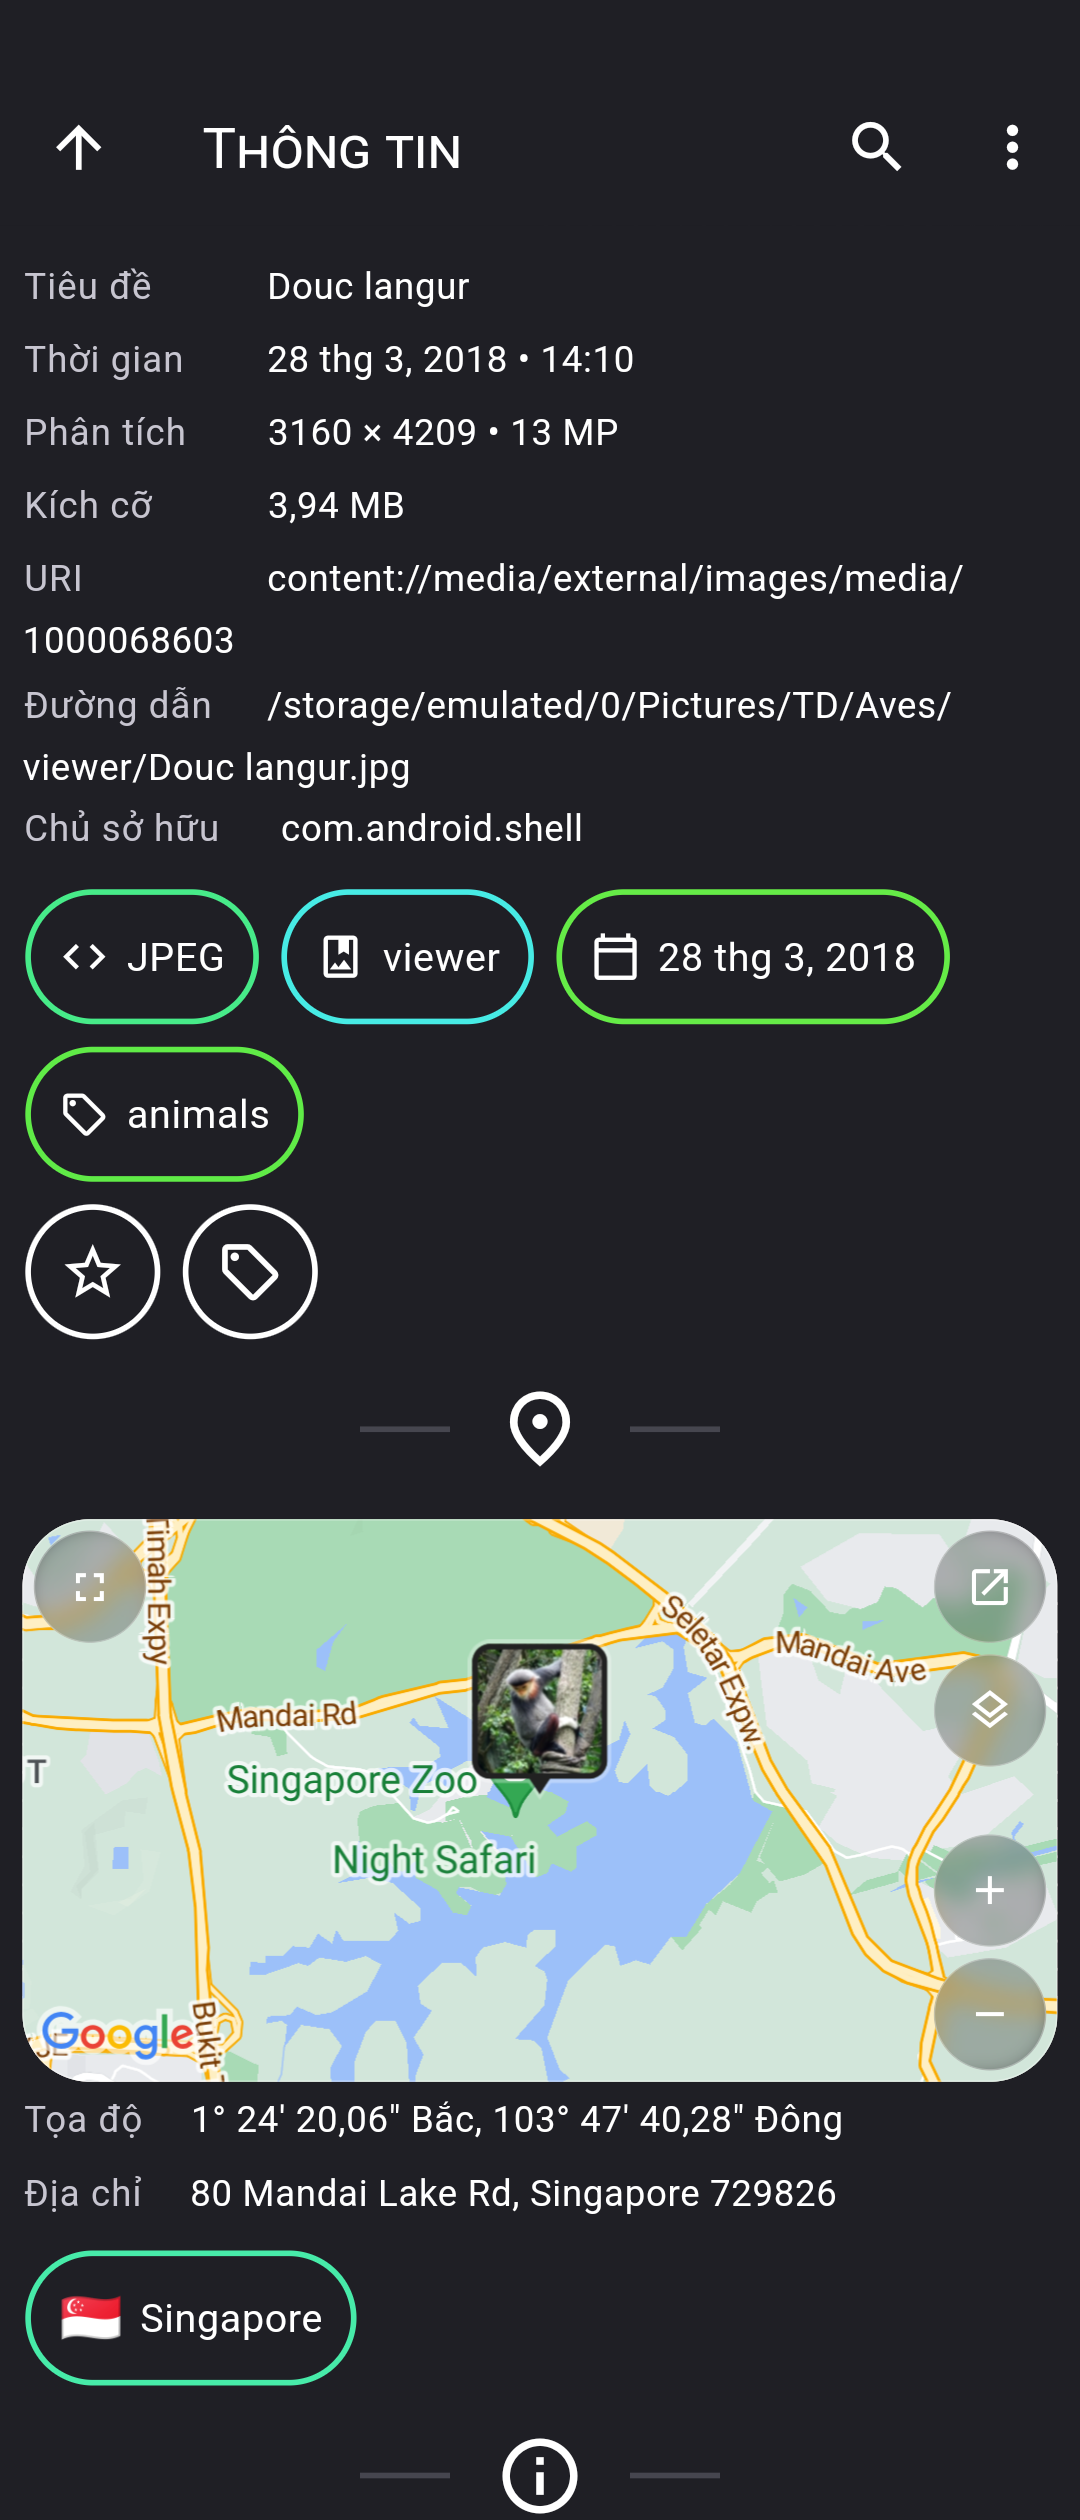 Thông tin
Tiêu đề Douc langur
Thời gian 28 thg 3, 2018 • 14:10
Phân tích 3160 × 4209 • 13 MP
Kích cỡ 3,94 MB
URI content://media/external/images/media/
1000068603
Đường dẫn /storage/emulated/0/Pictures/TD/Aves/
viewer/Douc langur.jpg
Chủ sở hữu com.android.shell
JPEG viewer 28 thg 3, 2018
animals
Timah Expy
Seletar Expw.
Mandai Ave
Mandai Rd
T
Singapore Zoo
Night Safari
Bukit
Google
Tọa độ 1° 24' 20,06" Bắc, 103° 47' 40,28" Đông
Địa chỉ 80 Mandai Lake Rd, Singapore 729826
Singapore